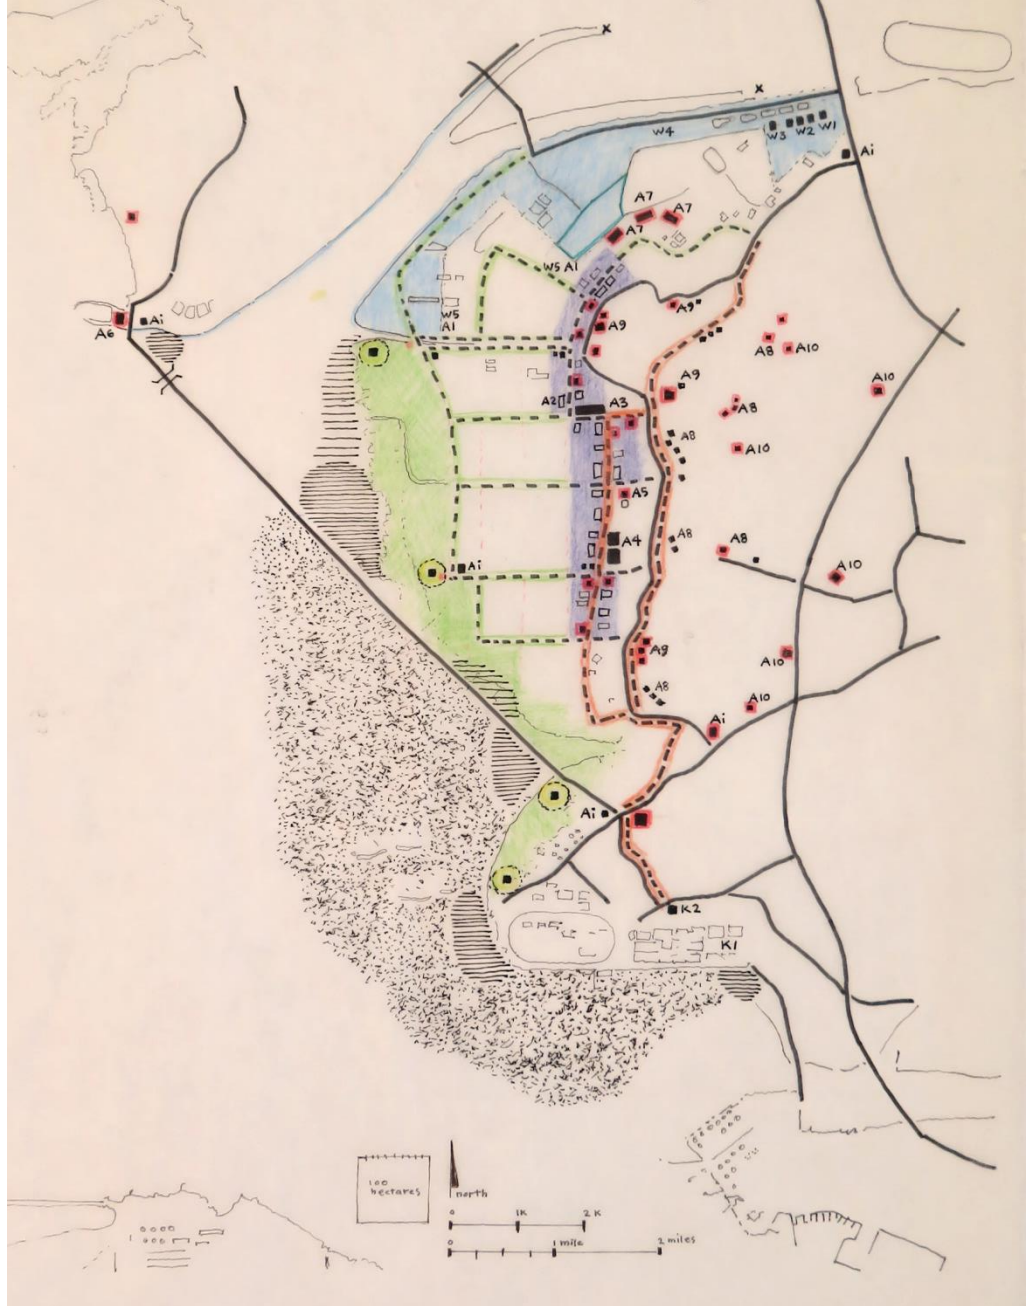 x
x
W4
W3 W2 W1
Ai
A7 A7
A7
W5 A1
W5
A1
A9
A9
A6
Ai
A8
A10
A9
A10
A2
A3
A8
A8
A10
A5
A4
A8
A8
Ai
A10
A9
A10
A8
A10
Ai
Ai
K2
K1
100
hectares
north
0 1K 2K
0 1 mile 2 miles